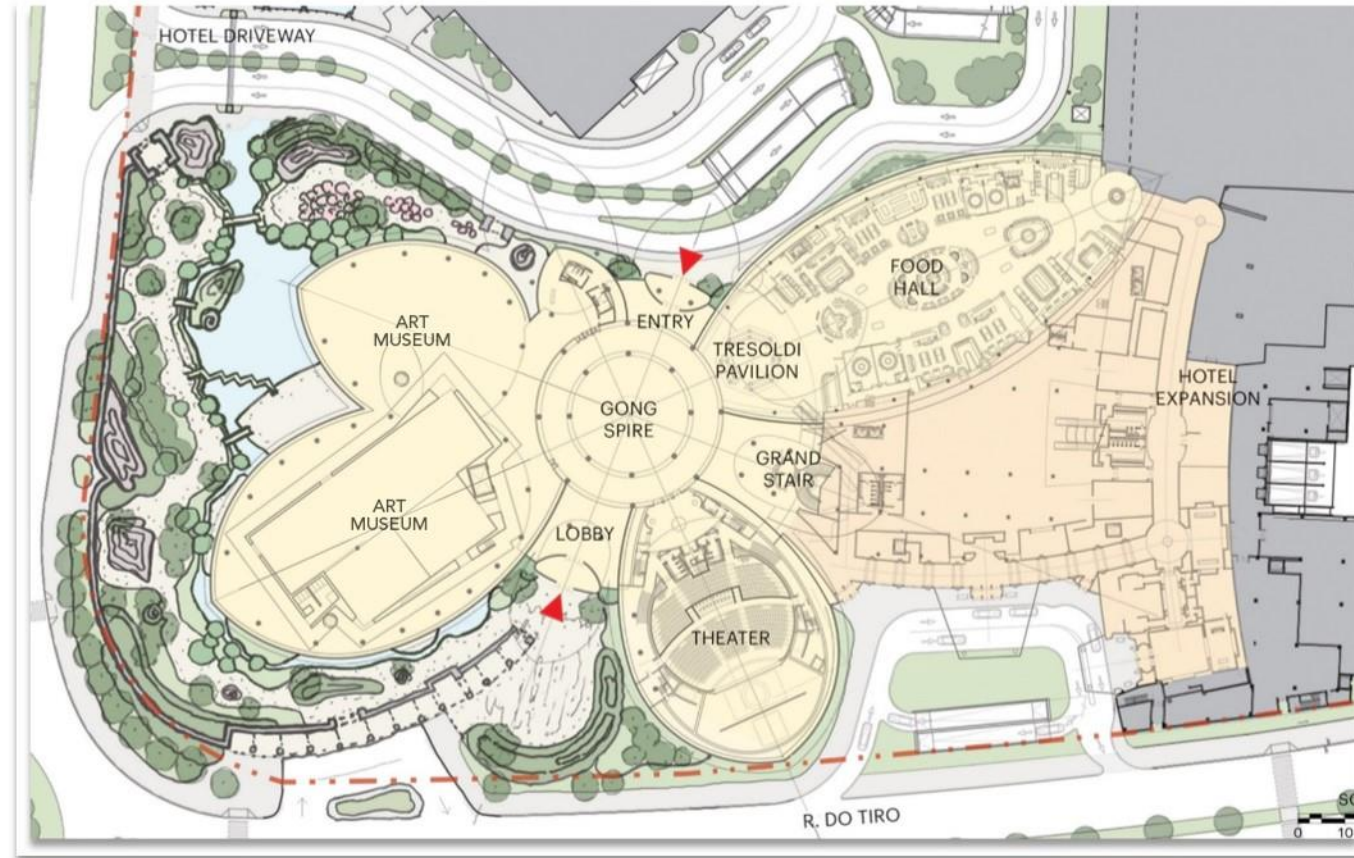 HOTEL DRIVEWAY
FOOD
HALL
ART
MUSEUM
ENTRY
TRESOLDI
PAVILION
HOTEL
EXPANSION
GONG
SPIRE
GRAND
STAIR
ART
MUSEUM
LOBBY
THEATER
R. DO TIRO
0 10